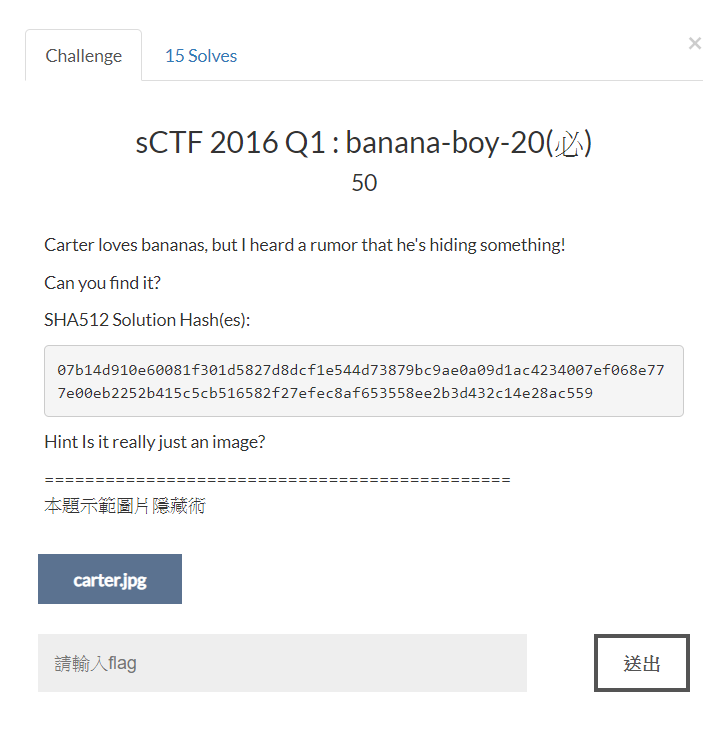 Challenge
15 Solves
×
sCTF 2016 Q1 : banana-boy-20(必)
50
Carter loves bananas, but I heard a rumor that he's hiding something!
Can you find it?
SHA512 Solution Hash(es):
07b14d910e60081f301d5827d8dcf1e544d73879bc9ae0a09d1ac4234007ef068e77
7e00eb2252b415c5cb516582f27efec8af653558ee2b3d432c14e28ac559
Hint Is it really just an image?
==============================================
本題示範圖片隱藏術
carter.jpg
請輸入flag
送出